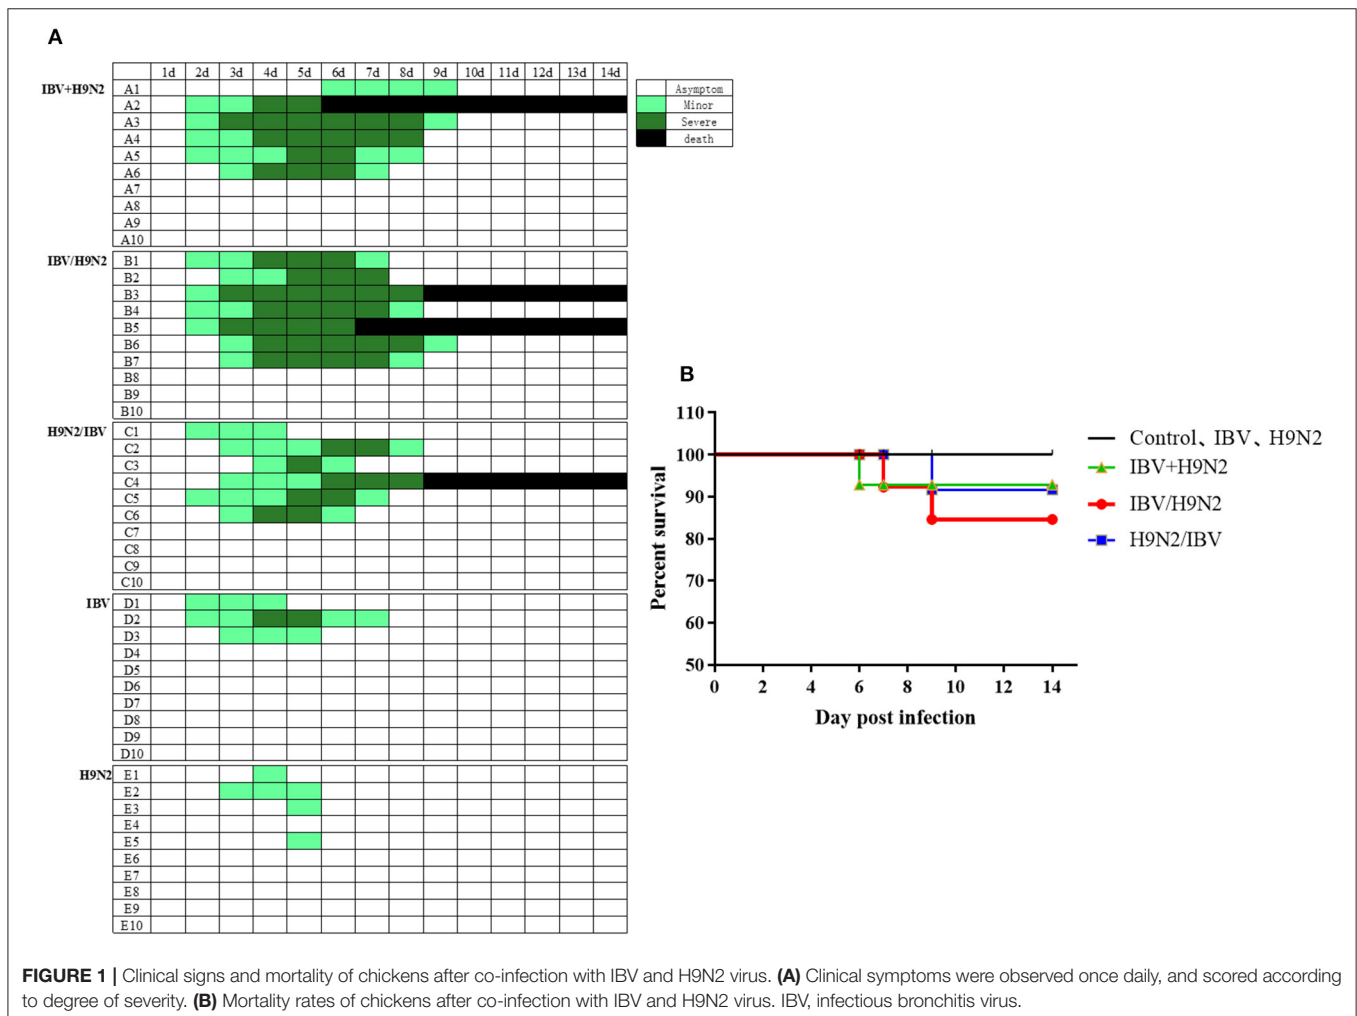 A
1d 2d 3d 4d 5d 6d 7d 8d 9d 10d 11d 12d 13d 14d
IBV+H9N2
A1
A2
A3
A4
A5
A6
A7
A8
A9
A10
Asymptom
Minor
Severe
death
IBV/H9N2
B1
B2
B3
B4
B5
B6
B7
B8
B9
B10
H9N2/IBV
C1
C2
C3
C4
C5
C6
C7
C8
C9
C10
IBV
D1
D2
D3
D4
D5
D6
D7
D8
D9
D10
H9N2
E1
E2
E3
E4
E5
E6
E7
E8
E9
E10
B
110
100
90
80
70
60
50
Percent survival
0 2 4 6 8 10 12 14
Day post infection
Control、IBV、H9N2
IBV+H9N2
IBV/H9N2
H9N2/IBV
FIGURE 1 | Clinical signs and mortality of chickens after co-infection with IBV and H9N2 virus. (A) Clinical symptoms were observed once daily, and scored according
to degree of severity. (B) Mortality rates of chickens after co-infection with IBV and H9N2 virus. IBV, infectious bronchitis virus.